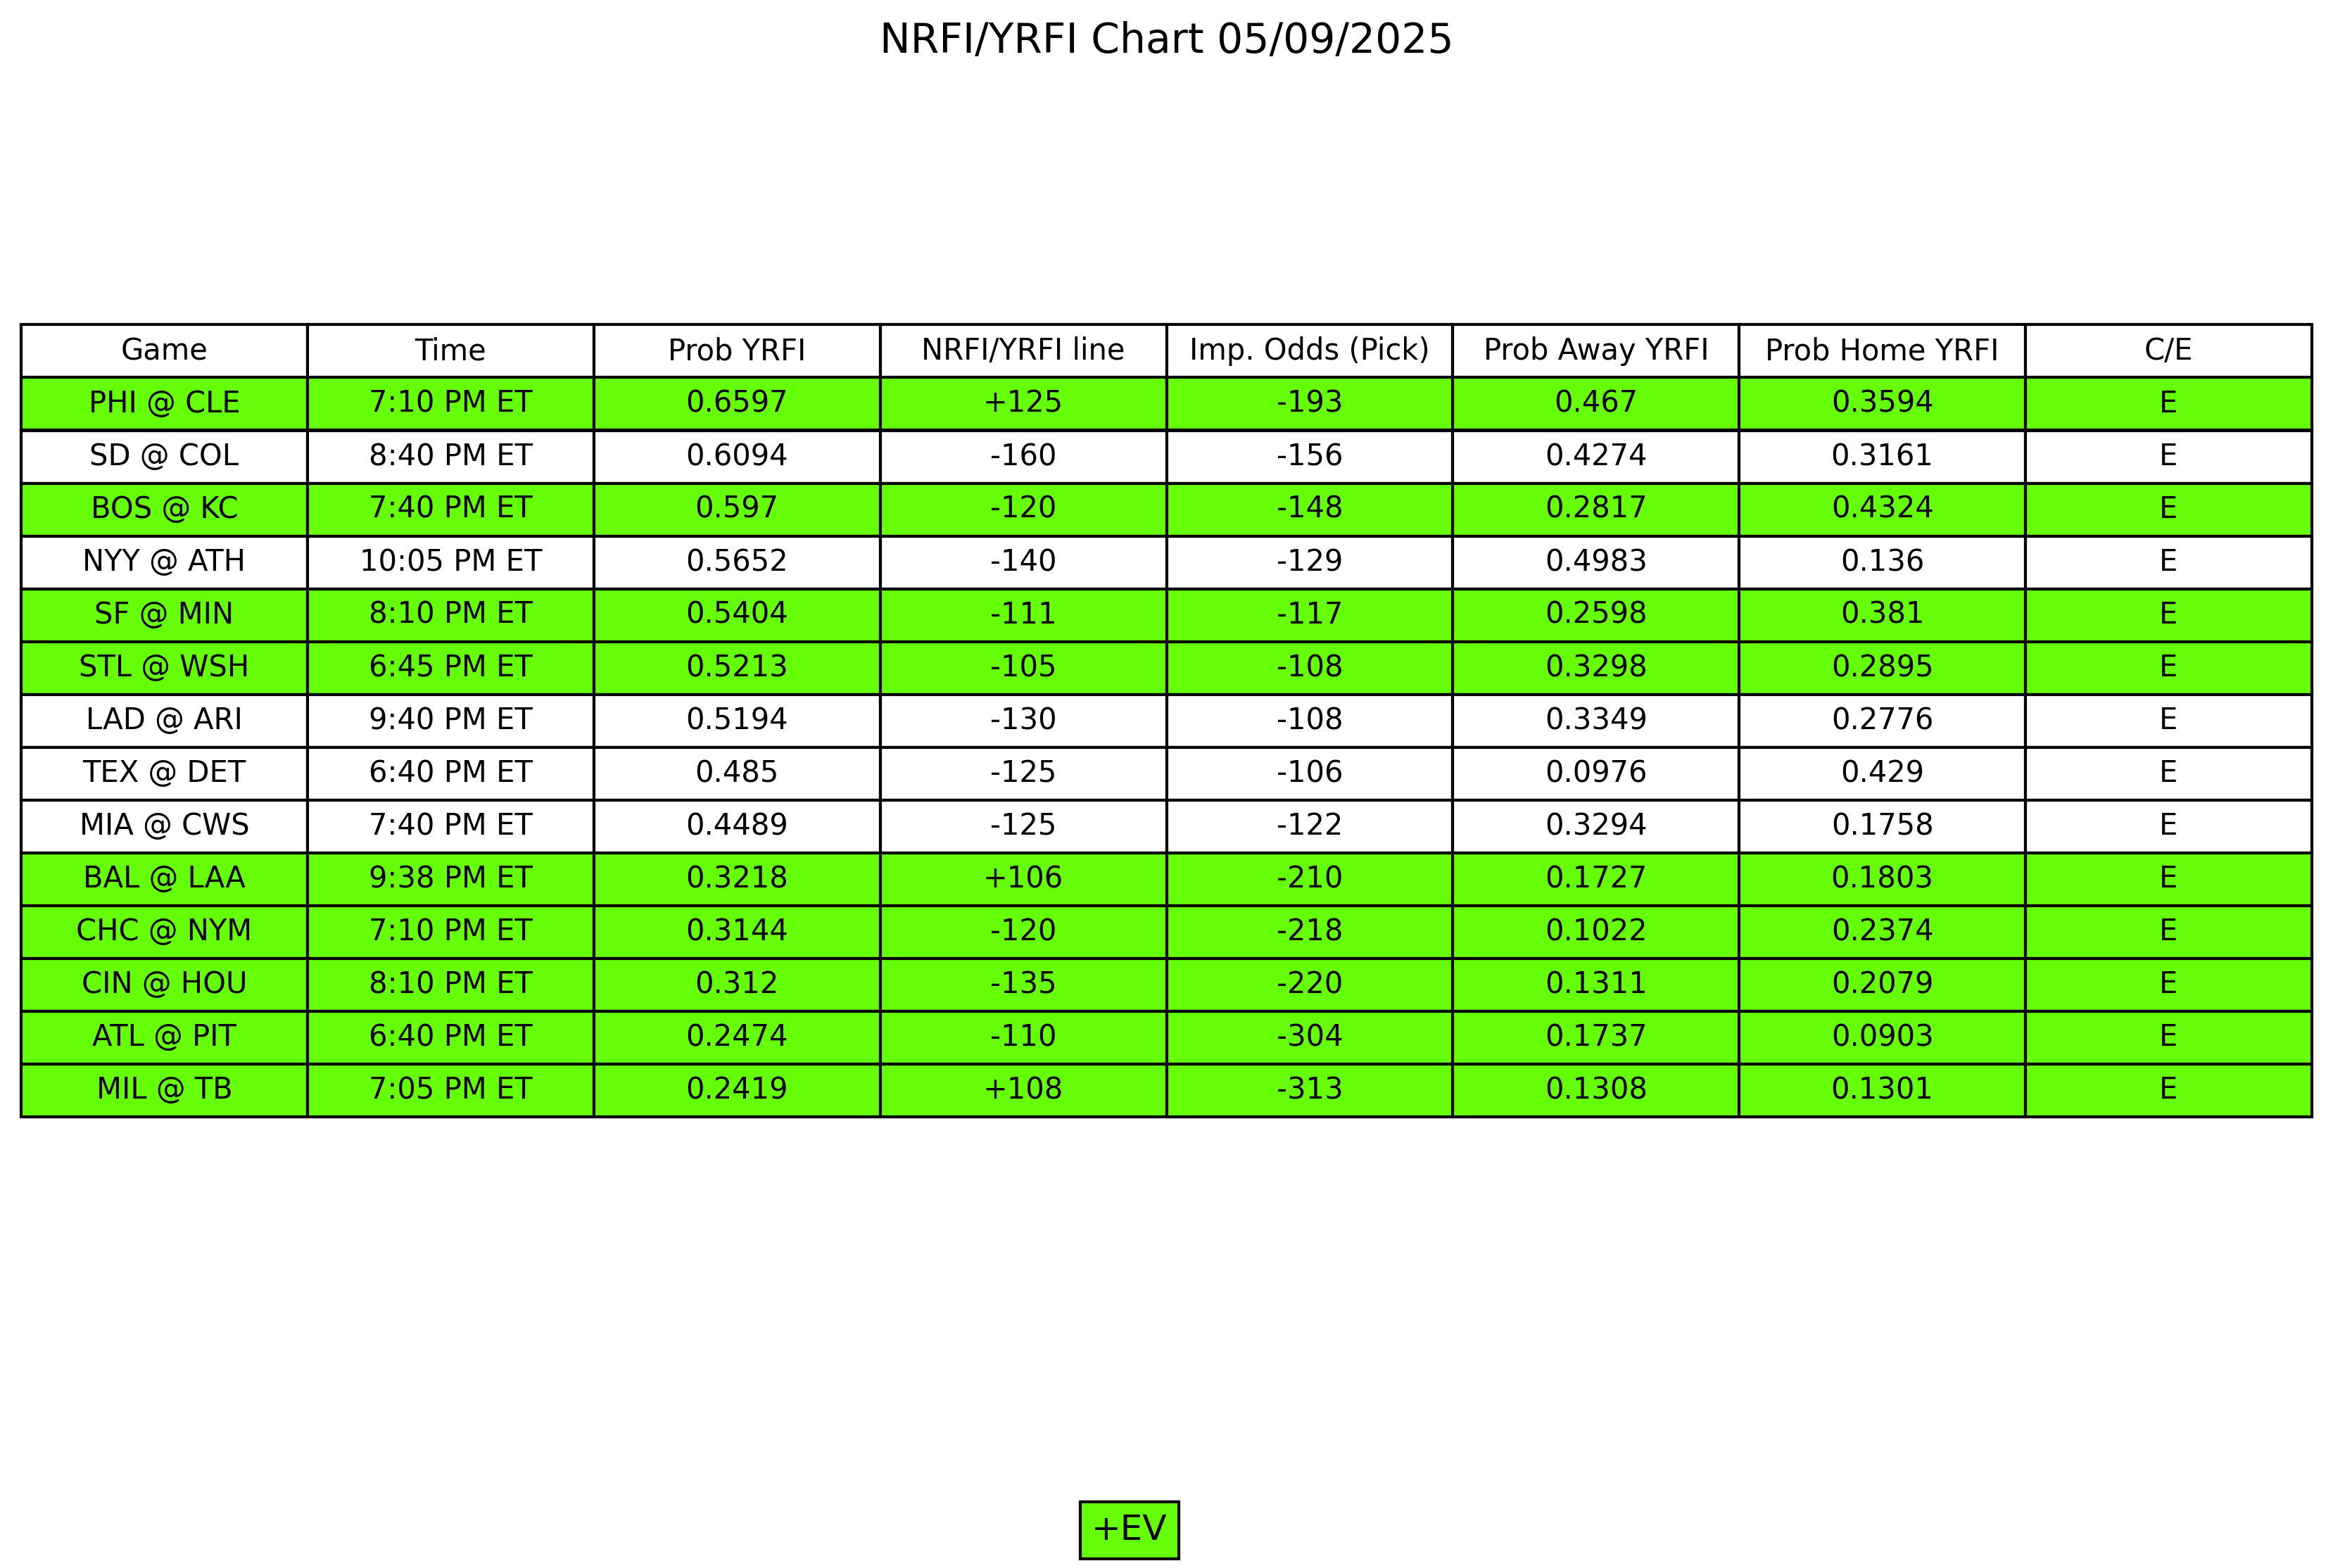 NRFI/YRFI Chart 05/09/2025
Game Time Prob YRFI NRFI/YRFI line Imp. Odds (Pick) Prob Away YRFI Prob Home YRFI C/E
PHI @ CLE 7:10 PM ET 0.6597 +125 -193 0.467 0.3594 E
SD @ COL 8:40 PM ET 0.6094 -160 -156 0.4274 0.3161 E
BOS @ KC 7:40 PM ET 0.597 -120 -148 0.2817 0.4324 E
NYY @ ATH 10:05 PM ET 0.5652 -140 -129 0.4983 0.136 E
SF @ MIN 8:10 PM ET 0.5404 -111 -117 0.2598 0.381 E
STL @ WSH 6:45 PM ET 0.5213 -105 -108 0.3298 0.2895 E
LAD @ ARI 9:40 PM ET 0.5194 -130 -108 0.3349 0.2776 E
TEX @ DET 6:40 PM ET 0.485 -125 -106 0.0976 0.429 E
MIA @ CWS 7:40 PM ET 0.4489 -125 -122 0.3294 0.1758 E
BAL @ LAA 9:38 PM ET 0.3218 +106 -210 0.1727 0.1803 E
CHC @ NYM 7:10 PM ET 0.3144 -120 -218 0.1022 0.2374 E
CIN @ HOU 8:10 PM ET 0.312 -135 -220 0.1311 0.2079 E
ATL @ PIT 6:40 PM ET 0.2474 -110 -304 0.1737 0.0903 E
MIL @ TB 7:05 PM ET 0.2419 +108 -313 0.1308 0.1301 E
+EV